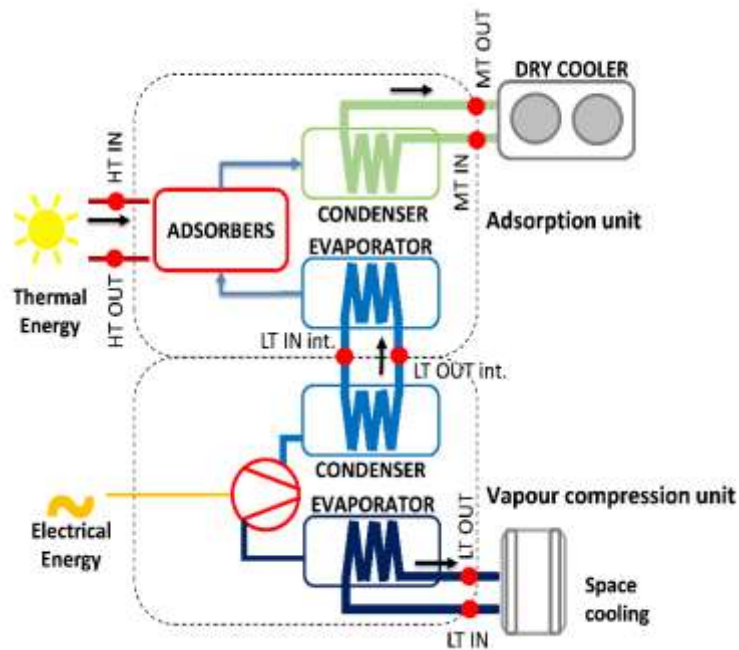 MT OUT
DRY COOLER
HT IN
MT IN
CONDENSER
ADSORBERS
Adsorption unit
EVAPORATOR
Thermal
Energy
HT OUT
LT IN int.
LT OUT int.
CONDENSER
EVAPORATOR
Vapour compression unit
LT OUT
Electrical
Energy
Space
cooling
LT IN